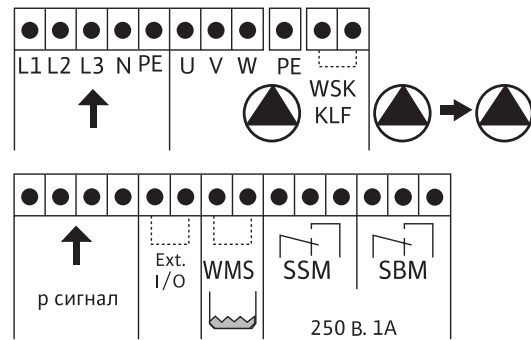 L1 L2 L3 N PE U V W PE
WSK
KLF
Ext.
I/O
WMS
SSM
SBM
р сигнал
250 В. 1А